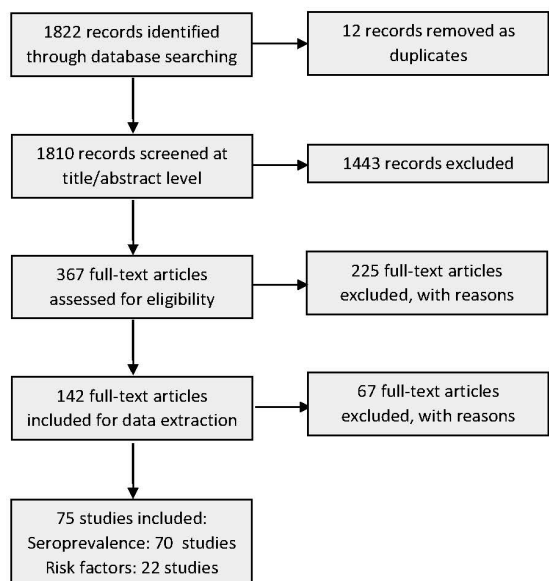 1822 records identified
through database searching
12 records removed as
duplicates
1810 records screened at
title/abstract level
1443 records excluded
367 full-text articles
assessed for eligibility
225 full-text articles
excluded, with reasons
142 full-text articles
included for data extraction
67 full-text articles
excluded, with reasons
75 studies included:
Seroprevalence: 70 studies
Risk factors: 22 studies